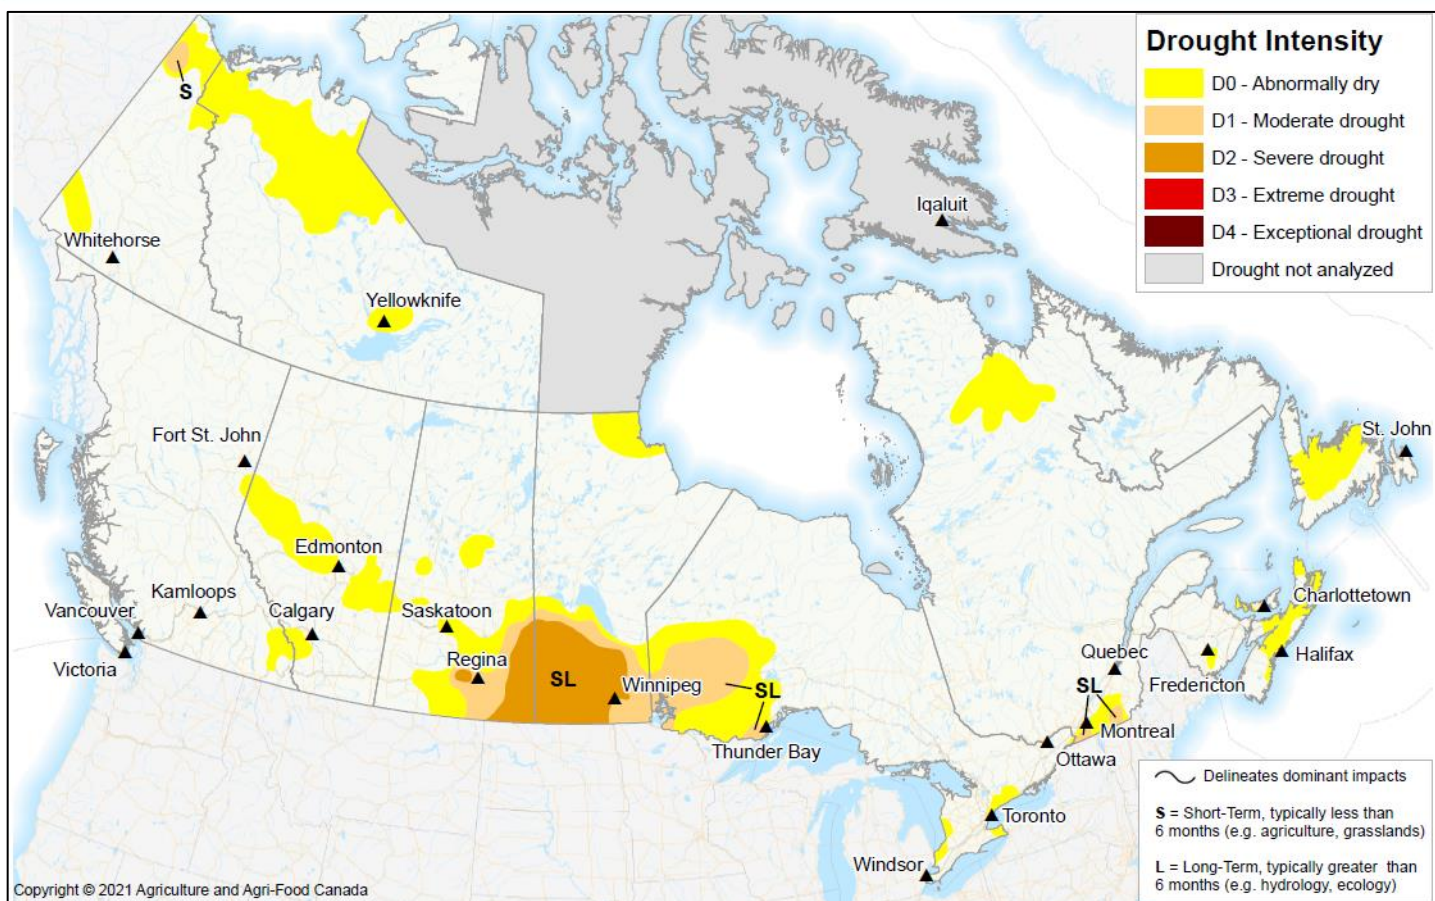 Drought Intensity
D0 - Abnormally dry
D1 - Moderate drought
D2 - Severe drought
D3 - Extreme drought
D4 - Exceptional drought
Drought not analyzed
S
Iqaluit
Whitehorse
Yellowknife
Fort St. John
St. John
Edmonton
Kamloops
Calgary
Saskatoon
Vancouver
Charlottetown
Victoria
Regina
SL
Winnipeg
SL
Quebec
Halifax
Fredericton
SL
Thunder Bay
Montreal
Ottawa
Toronto
Windsor
Delineates dominant impacts
S = Short-Term, typically less than
6 months (e.g. agriculture, grasslands)
L = Long-Term, typically greater than
6 months (e.g. hydrology, ecology)
Copyright © 2021 Agriculture and Agri-Food Canada